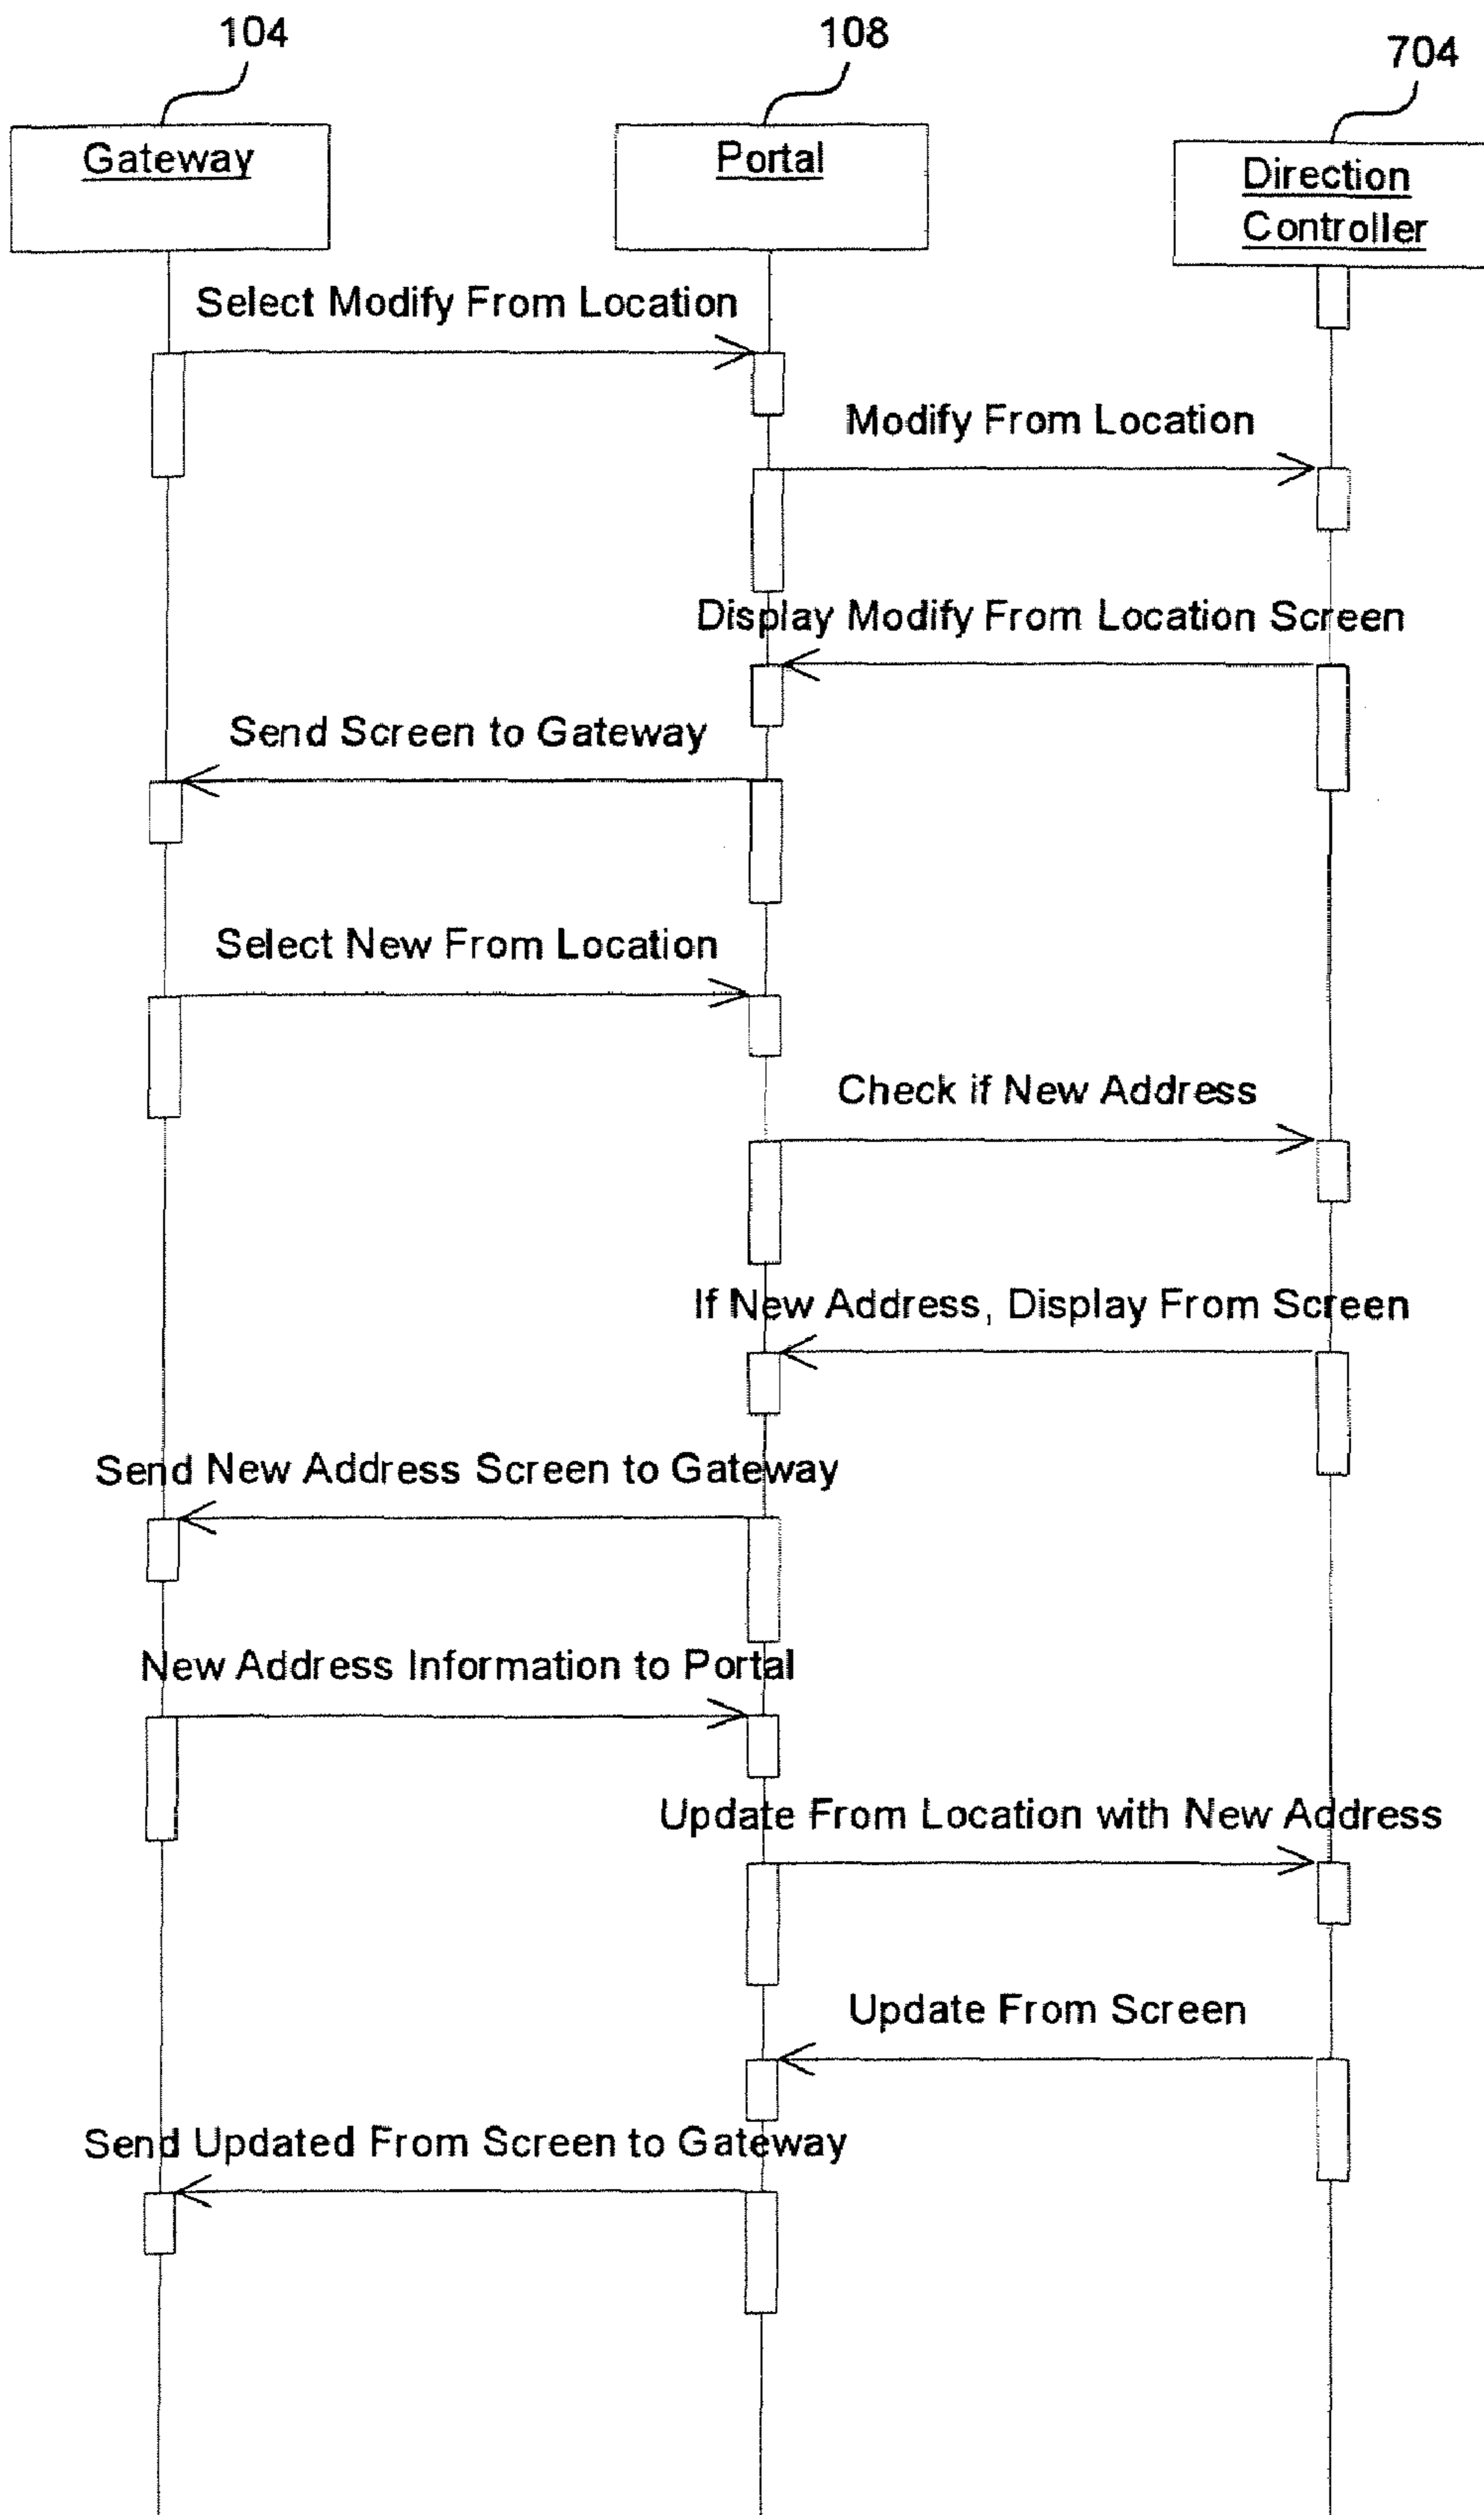 104
108
704
Gateway
Portal
Direction
Controller
Select Modify From Location
Modify From Location
Display Modify From Location Screen
Send Screen to Gateway
Select New From Location
Check if New Address
If New Address, Display From Screen
Send New Address Screen to Gateway
New Address Information to Portal
Update From Location with New Address
Update From Screen
Send Updated From Screen to Gateway